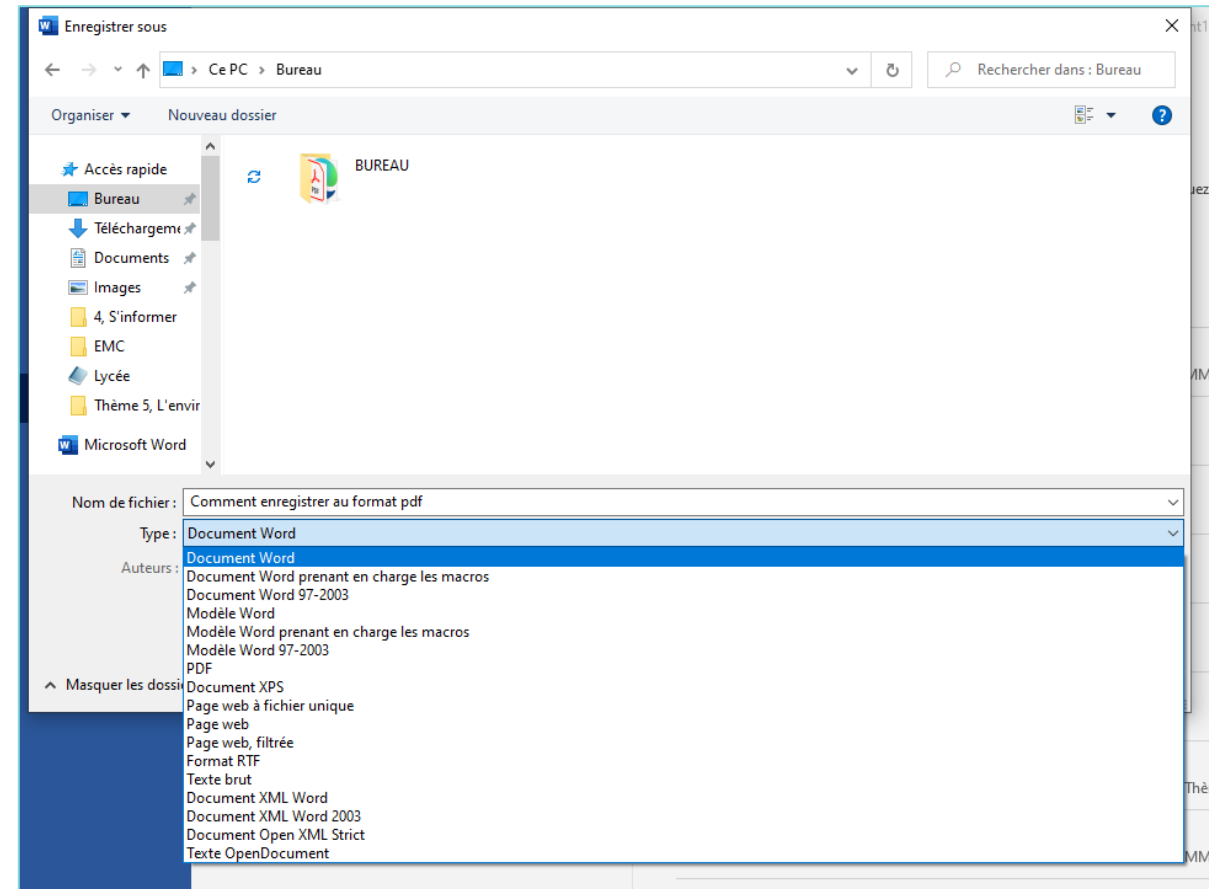 Enregistrer sous
nt1
Ce PC > Bureau
Rechercher dans : Bureau
Organiser
Nouveau dossier
Accès rapide
BUREAU
Bureau
uez
Téléchargeme
Documents
Images
4, S'informer
EMC
Lycée
MM
Thème 5, L'envir
Microsoft Word
Nom de fichier : Comment enregistrer au format pdf
Type : Document Word
Auteurs :
Document Word
Document Word prenant en charge les macros
Document Word 97-2003
Modèle Word
Modèle Word prenant en charge les macros
Modèle Word 97-2003
PDF
Masquer les dossi
Document XPS
Page web à fichier unique
Page web
Page web, filtrée
Format RTF
Texte brut
Document XML Word
Thè
Document XML Word 2003
Document Open XML Strict
Texte OpenDocument
MM